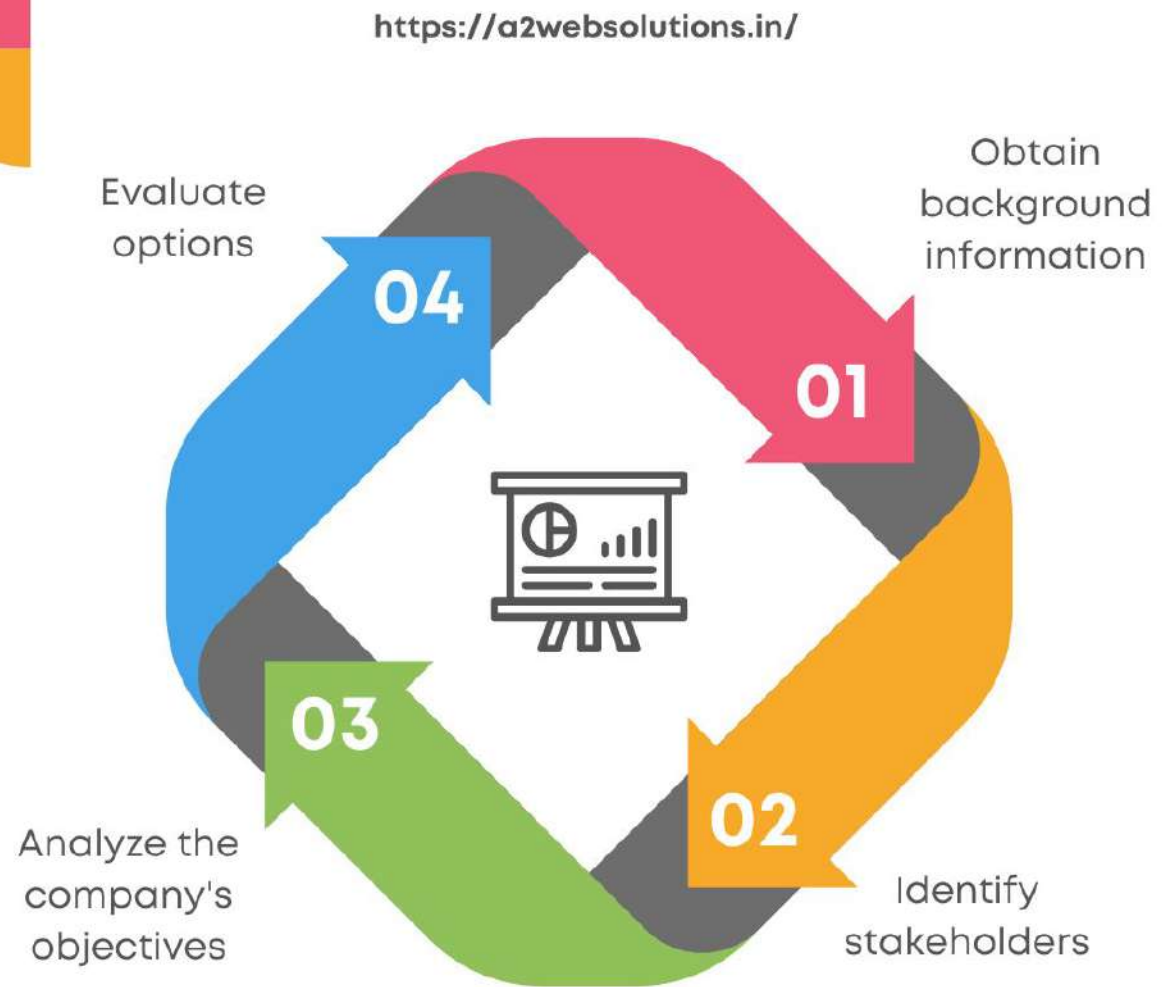 https://a2websolutions.in/
Obtain
background
information
01
02
Identify
stakeholders
03
Analyze the
company's
objectives
04
Evaluate
options